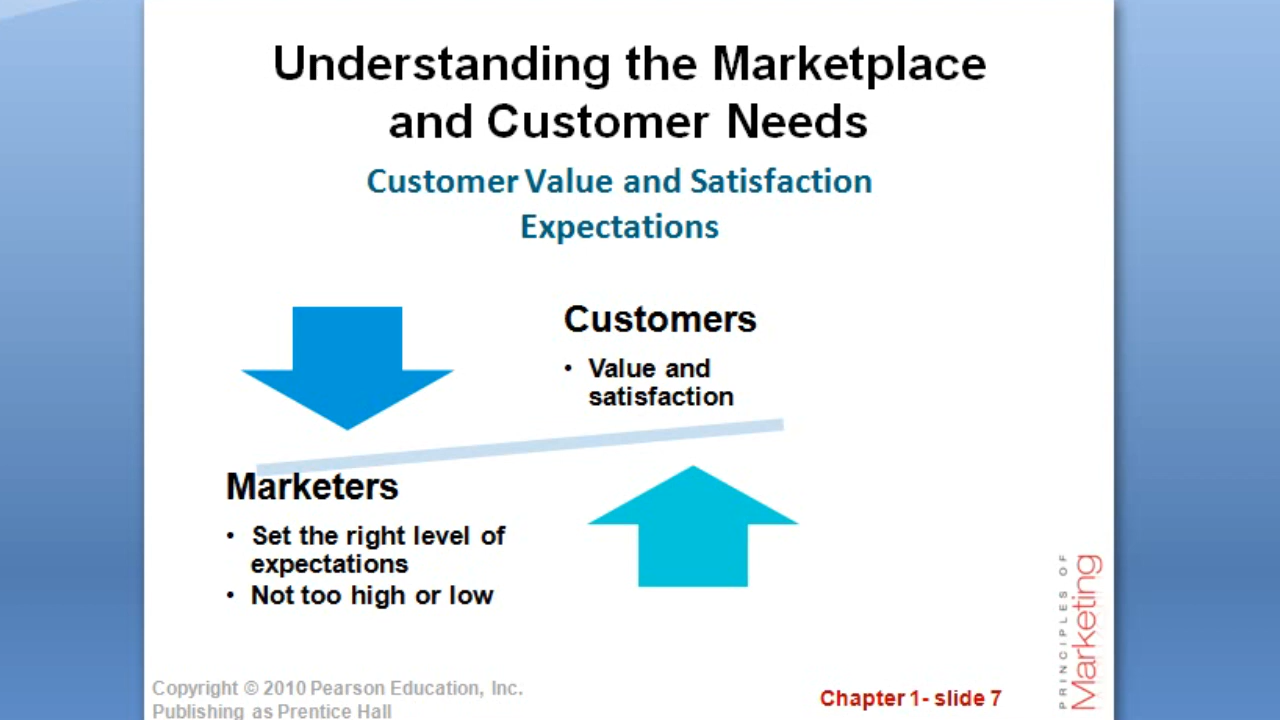 Understanding the Marketplace
and Customer Needs
Customer Value and Satisfaction
Expectations
Customers
• Value and
satisfaction
Marketers
• Set the right level of
expectations
• Not too high or low
Copyright © 2010 Pearson Education, Inc.
Publishing as Prentice Hall
Chapter 1- slide 7
PRINCIPLES OF
Marketing